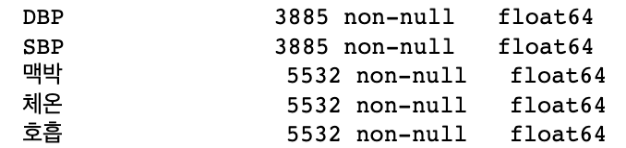 DBP 3885 non-null float64
SBP 3885 non-null float64
맥박 5532 non-null float64
체온 5532 non-null float64
호흡 5532 non-null float64